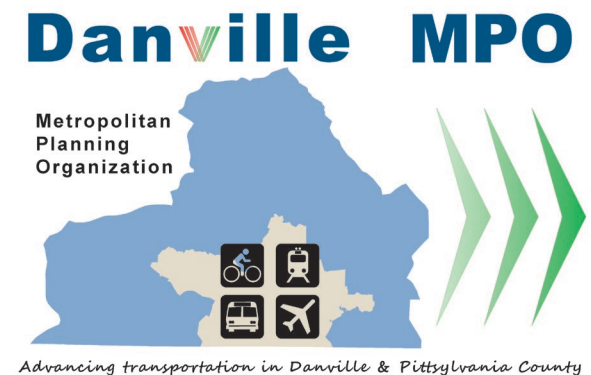 Danville MPO
Metropolitan
Planning
Organization
Advancing transportation in Danville & Pittsylvania County